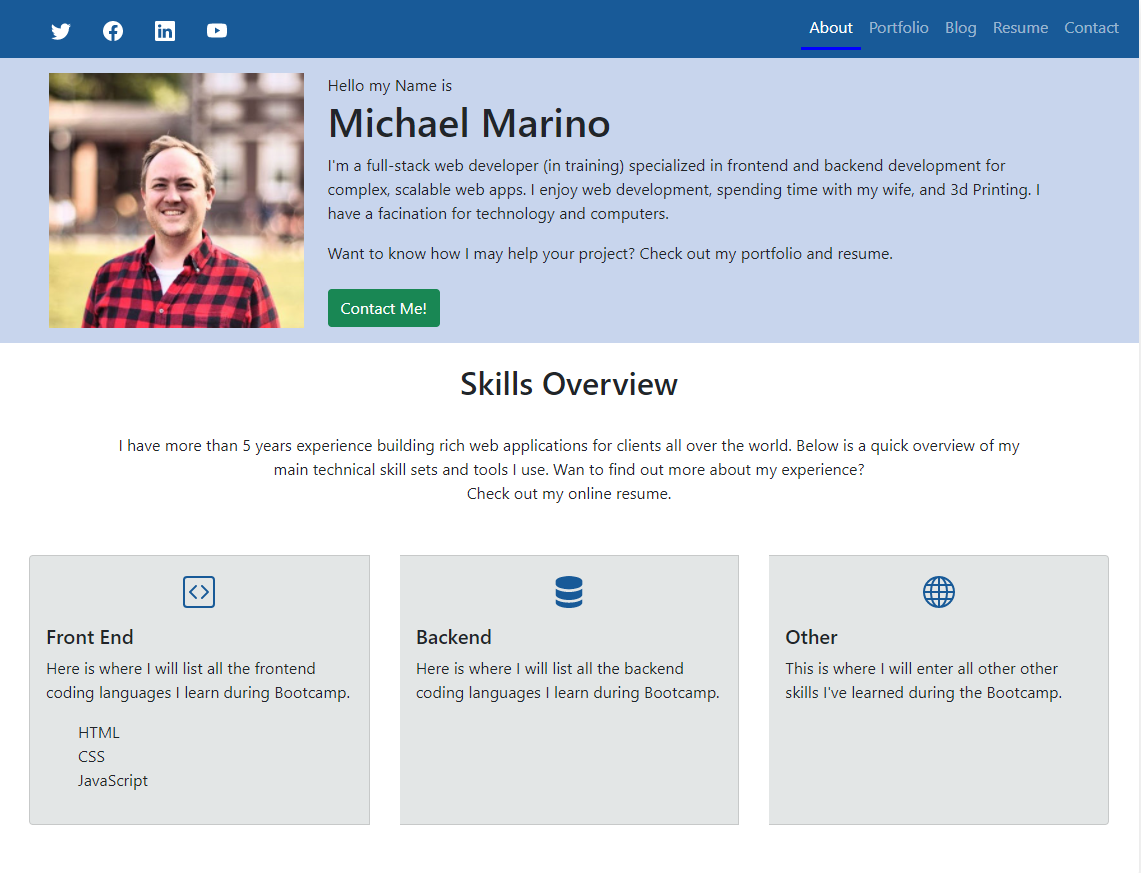 About Portfolio Blog Resume Contact
Hello my Name is
Michael Marino
I'm a full-stack web developer (in training) specialized in frontend and backend development for
complex, scalable web apps. I enjoy web development, spending time with my wife, and 3d Printing. I
have a facination for technology and computers.
Want to know how I may help your project? Check out my portfolio and resume.
Contact Me!
Skills Overview
I have more than 5 years experience building rich web applications for clients all over the world. Below is a quick overview of my
main technical skill sets and tools I use. Wan to find out more about my experience?
Check out my online resume.
Front End
Here is where I will list all the frontend
coding languages I learn during Bootcamp.
HTML
CSS
JavaScript
Backend
Here is where I will list all the backend
coding languages I learn during Bootcamp.
Other
This is where I will enter all other other
skills I've learned during the Bootcamp.